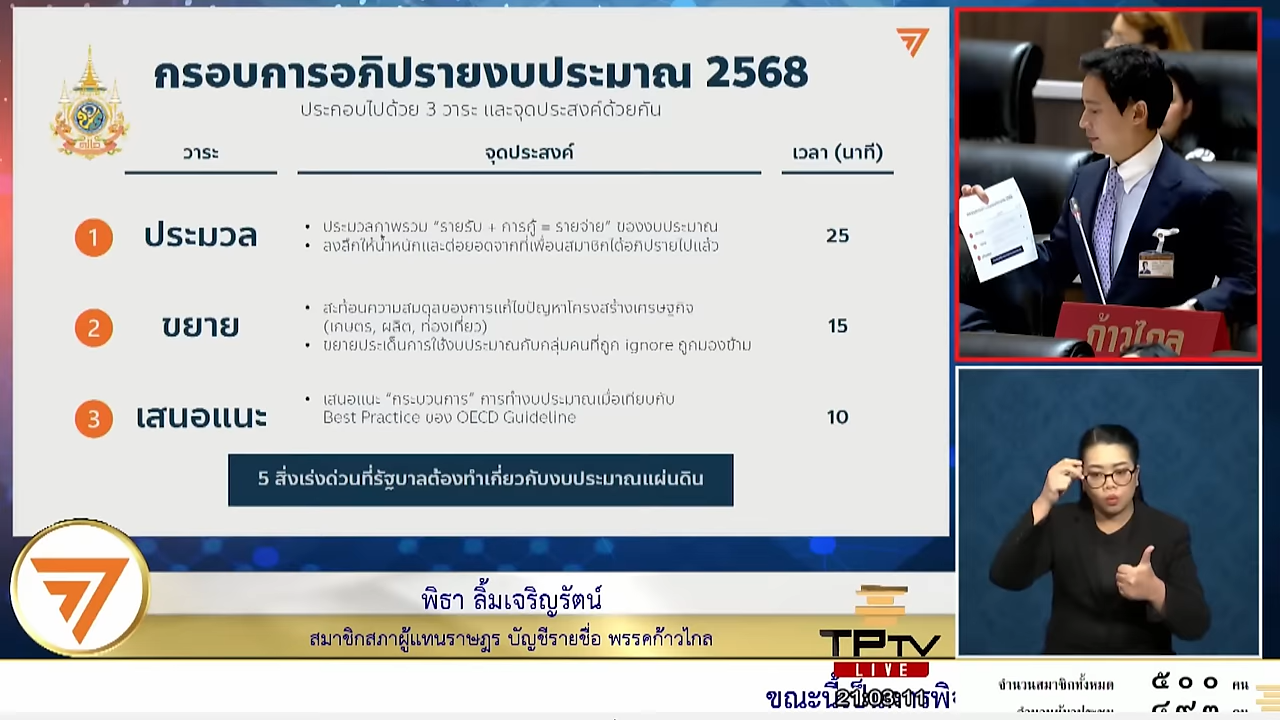 กรอบการอภิปรายงบประมาณ 2568
ประกอบไปด้วย 3 วาระ และจุดประสงค์ด้วยกัน
วาระ จุดประสงค์ เวลา (นาที)
1 ประมวล
• ประมวลภาพรวม “รายรับ + การกู้ = รายจ่าย” ของงบประมาณ
• ลงลึกให้น้ำหนักและต่อยอดจากที่เพื่อนสมาชิกได้อภิปรายไปแล้ว
25
2 ขยาย
• สะท้อนความสมดุลของการแก้ไขปัญหาโครงสร้างเศรษฐกิจ
(เกษตร, ผลิต, ท่องเที่ยว)
• ขยายประเด็นการใช้งบประมาณกับกลุ่มคนที่ถูก ignore ถูกมองข้าม
15
3 เสนอแนะ
• เสนอแนะ “กระบวนการ” การทำงบประมาณเมื่อเทียบกับ
Best Practice ของ OECD Guideline
10
5 สิ่งเร่งด่วนที่รัฐบาลต้องทำเกี่ยวกับงบประมาณแผ่นดิน
ก้าวไกล
พิธา ลิ้มเจริญรัตน์
สมาชิกสภาผู้แทนราษฎร บัญชีรายชื่อ พรรคก้าวไกล
TPTV
LIVE
21:03:11
ขณะนี้เป็นการ
จำนวนสมาชิกทั้งหมด ๕๐๐ คน